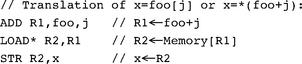 // Translation of x=foo[j] or x=*(foo+j):
ADD R1,foo,j // R1←foo+j
LOAD* R2,R1 // R2←Memory[R1]
STR R2,x // x←R2